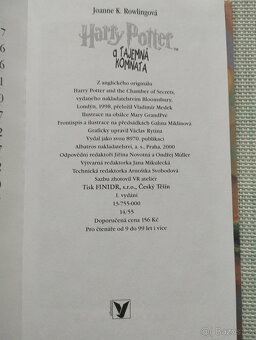 Joanne K. Rowlingová
Harry Potter
a TAJEMNÁ
KOMNATA
Z anglického originálu
Harry Potter and the Chamber of Secrets,
vydaného nakladatelstvím Bloomsbury,
Londýn, 1998, přeložil Vladimír Medek
Ilustrace na obálce Mary GrandPré
Frontispis a ilustrace na předsádkách Galina Miklínová
Graficky upravil Václav Rytina
Vydal jako svou 8970. publikaci
Albatros nakladatelství, a. s., Praha, 2000
Odpovědní redaktoři Jiřina Novotná a Ondřej Müller
Výtvarná redaktorka Jana Mikulecká
Technická redaktorka Arnoštka Svobodová
Sazbu zhotovil VR atelier
Tisk FINIDR, s.r.o., Český Těšín
1. vydání
13-755-000
14/55
Doporučená cena 156 Kč
Pro čtenáře od 9 do 99 let i více